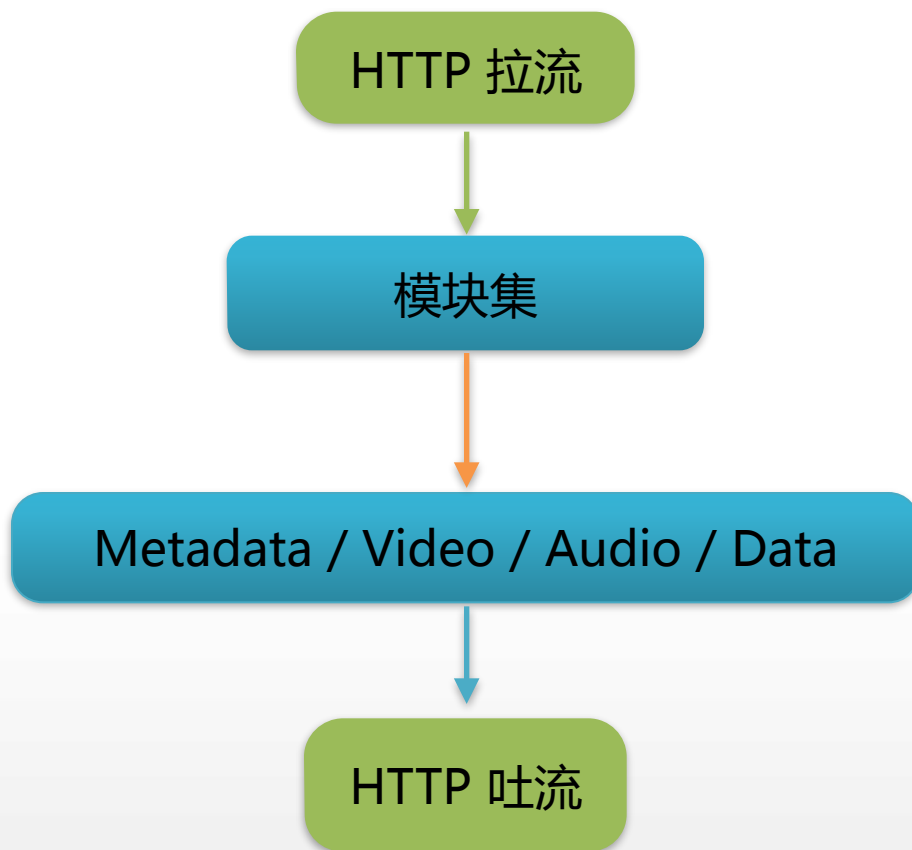 HTTP 拉流
模块集
Metadata / Video / Audio / Data
HTTP 吐流